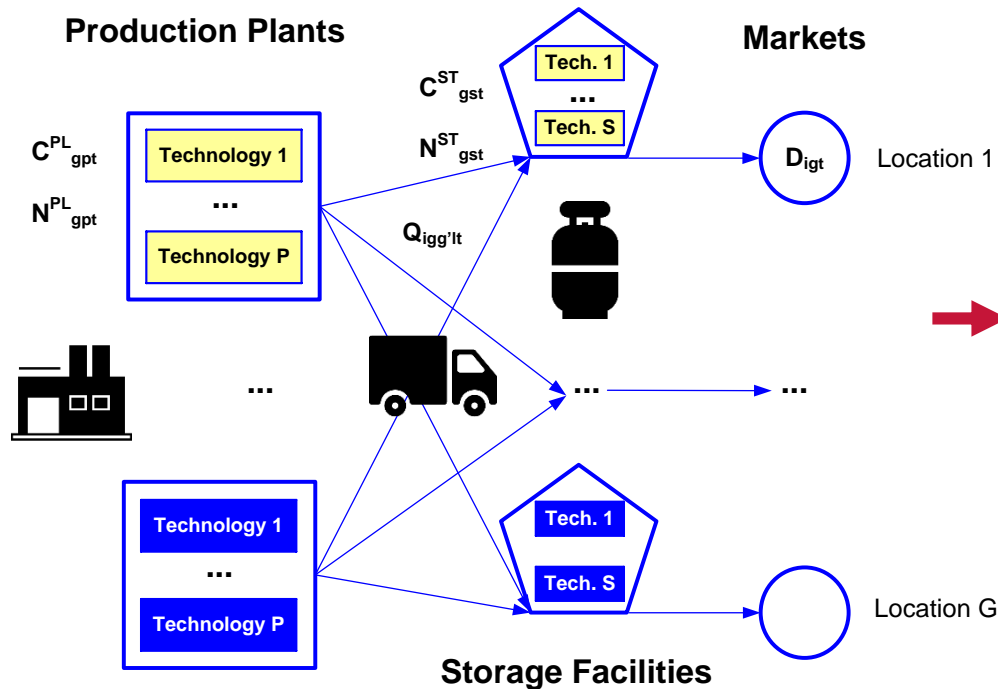 Production Plants
Markets
Tech. 1
...
Tech. S
C^ST_gst
N^ST_gst
C^PL_gpt
N^PL_gpt
Technology 1
...
Technology P
D_igt
Location 1
Q_igg'lt
...
...
...
Technology 1
...
Technology P
Tech. 1
Tech. S
Location G
Storage Facilities